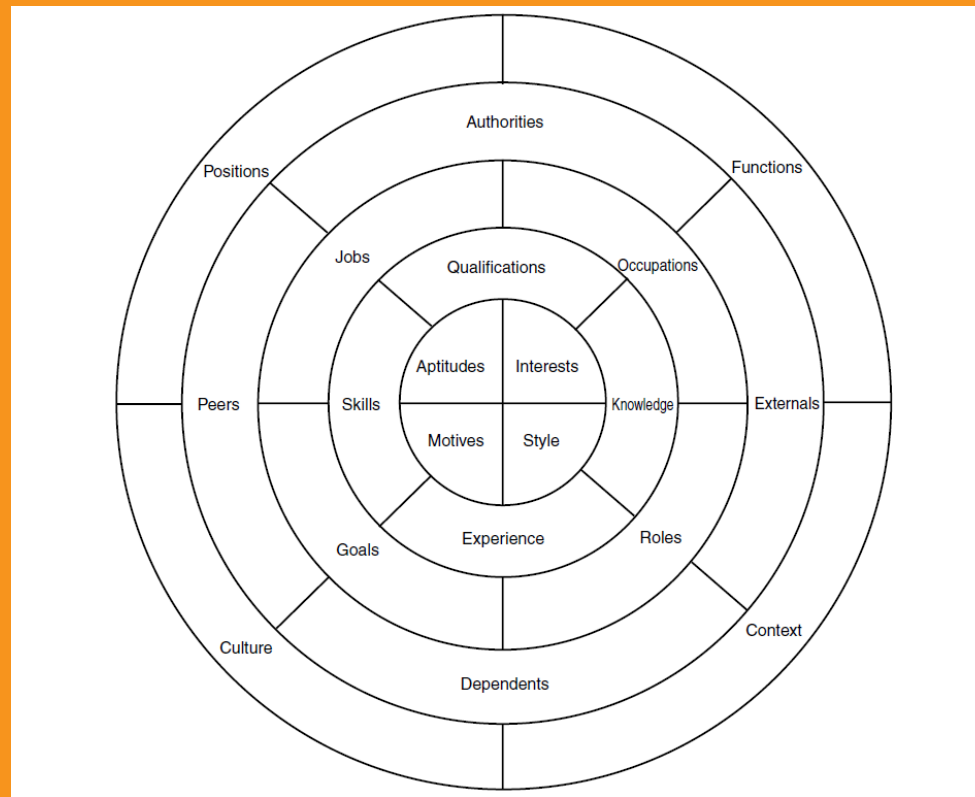 Authorities
Positions
Functions
Jobs
Qualifications
Occupations
Aptitudes
Interests
Peers
Skills
Knowledge
Externals
Motives
Style
Goals
Experience
Roles
Culture
Context
Dependents